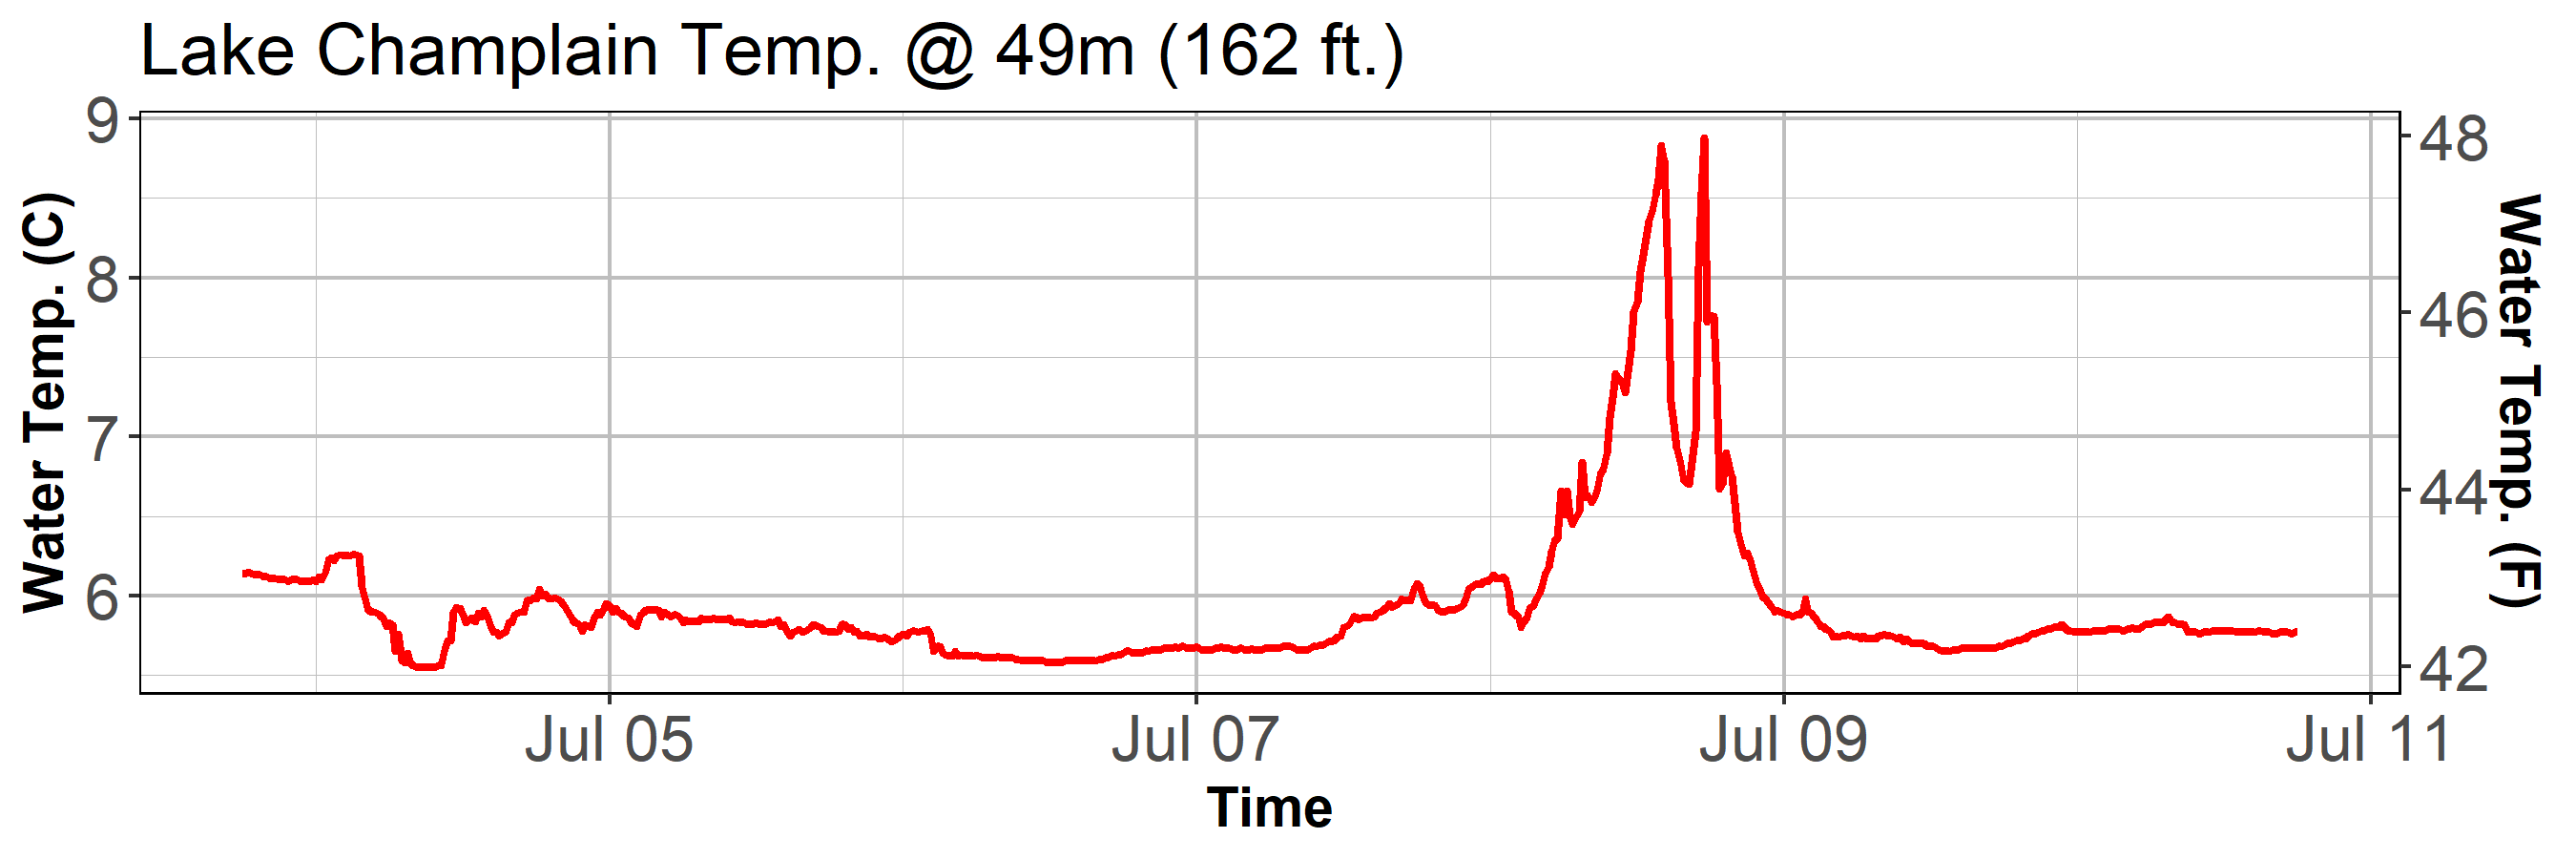 Lake Champlain Temp. @ 49m (162 ft.)
Water Temp. (C)
9
8
7
6
48
46
44
42
Water Temp. (F)
Jul 05
Jul 07
Jul 09
Jul 11
Time